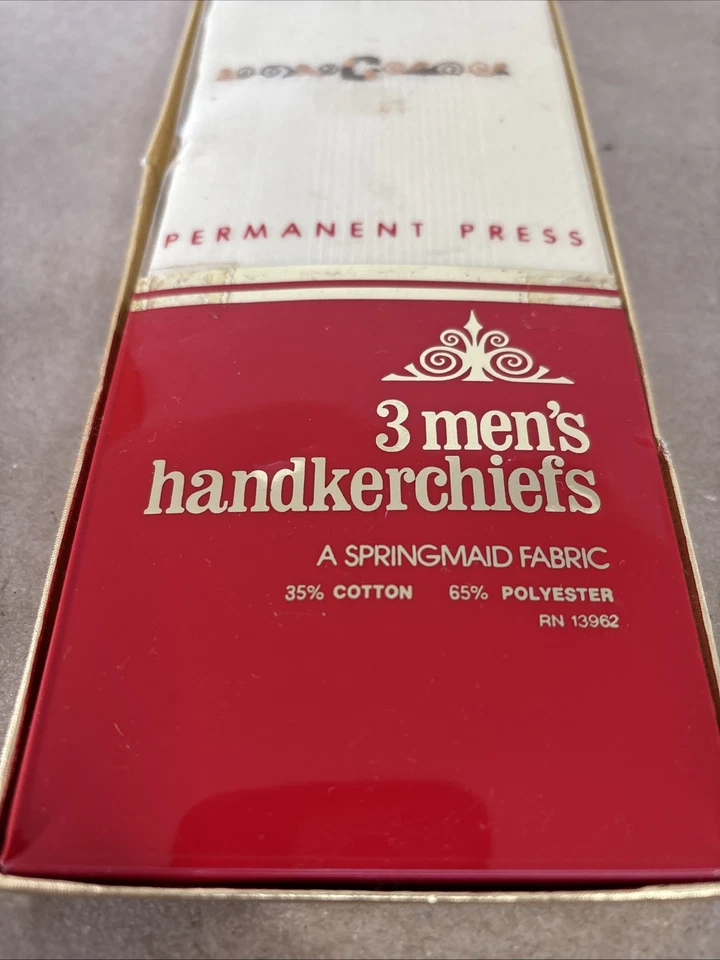 C
PERMANENT PRESS
3 men's
handkerchiefs
A SPRINGMAID FABRIC
35% COTTON 65% POLYESTER
RN 13962